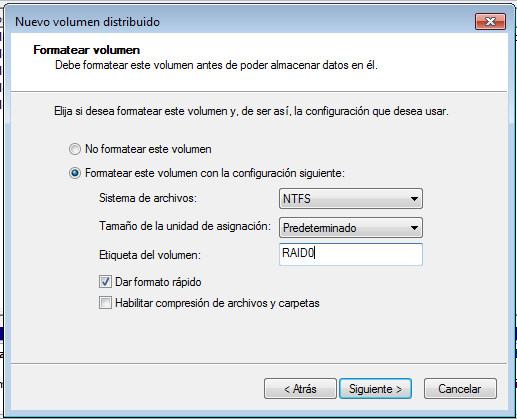 Nuevo volumen distribuido
Formatear volumen
Debe formatear este volumen antes de poder almacenar datos en él.
Elija si desea formatear este volumen y, de ser así, la configuración que desea usar.
No formatear este volumen
Formatear este volumen con la configuración siguiente:
Sistema de archivos: NTFS
Tamaño de la unidad de asignación: Predeterminado
Etiqueta del volumen: RAID0
Dar formato rápido
Habilitar compresión de archivos y carpetas
< Atrás Siguiente > Cancelar